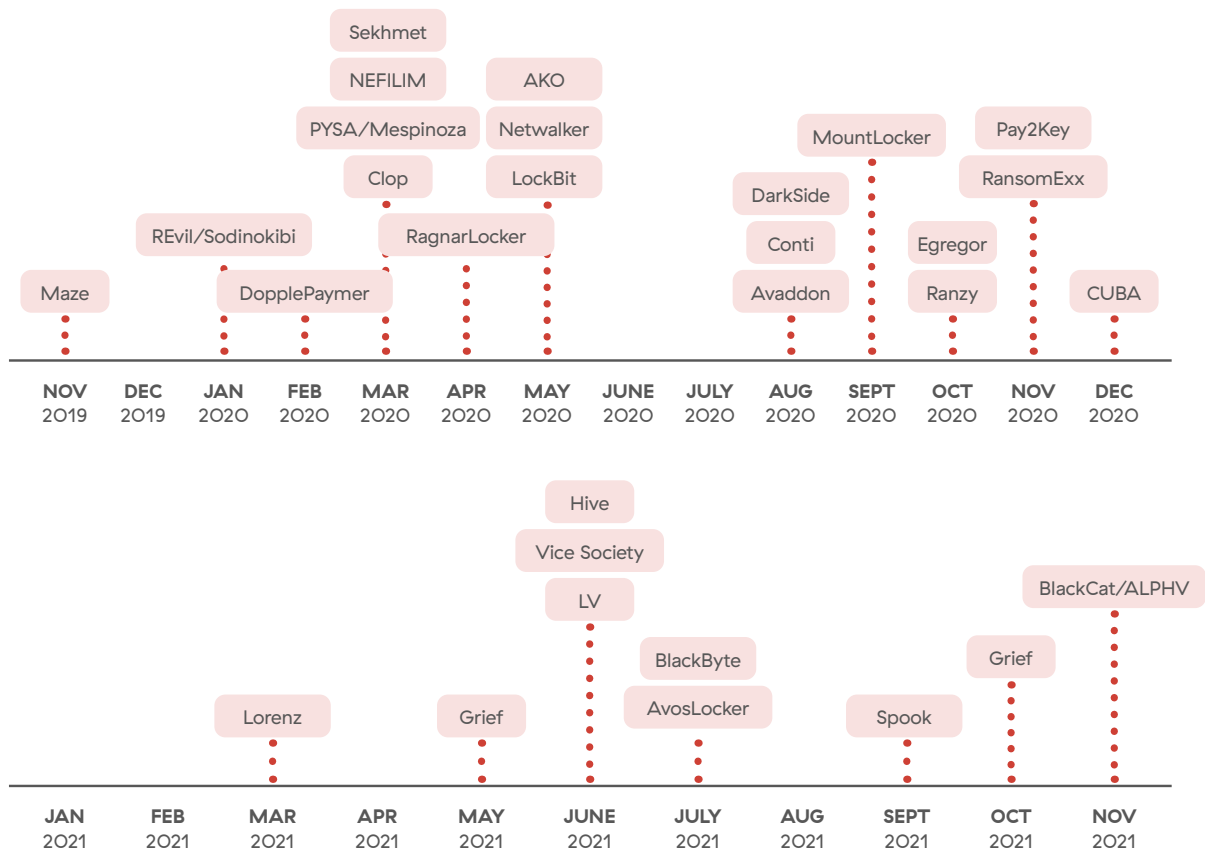 Sekhmet
NEFILIM
AKO
PYSA/Mespinoza
Netwalker
MountLocker
Pay2Key
Clop
LockBit
RansomExx
DarkSide
REvil/Sodinokibi
RagnarLocker
Conti
Egregor
Maze
DopplePaymer
Avaddon
Ranzy
CUBA
NOV
2019
DEC
2019
JAN
2020
FEB
2020
MAR
2020
APR
2020
MAY
2020
JUNE
2020
JULY
2020
AUG
2020
SEPT
2020
OCT
2020
NOV
2020
DEC
2020
Hive
Vice Society
BlackCat/ALPHV
LV
BlackByte
Grief
AvosLocker
Lorenz
Grief
Spook
JAN
2021
FEB
2021
MAR
2021
APR
2021
MAY
2021
JUNE
2021
JULY
2021
AUG
2021
SEPT
2021
OCT
2021
NOV
2021